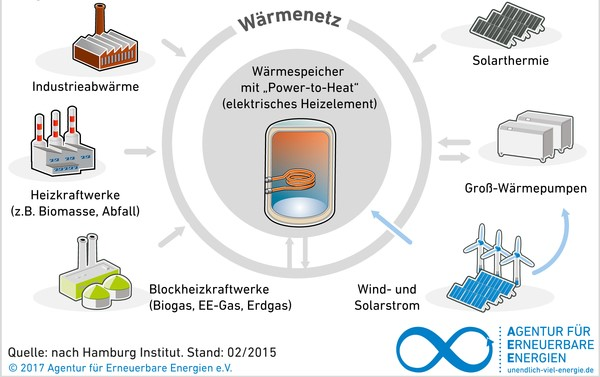 Wärmenetz
Industrieabwärme
Solarthermie
Wärmespeicher
mit „Power-to-Heat“
(elektrisches Heizelement)
Heizkraftwerke
(z.B. Biomasse, Abfall)
Groß-Wärmepumpen
Blockheizkraftwerke
(Biogas, EE-Gas, Erdgas)
Wind- und
Solarstrom
Quelle: nach Hamburg Institut. Stand: 02/2015
© 2017 Agentur für Erneuerbare Energien e.V.
AGENTUR FÜR
ERNEUERBARE
ENERGIEN
unendlich-viel-energie.de